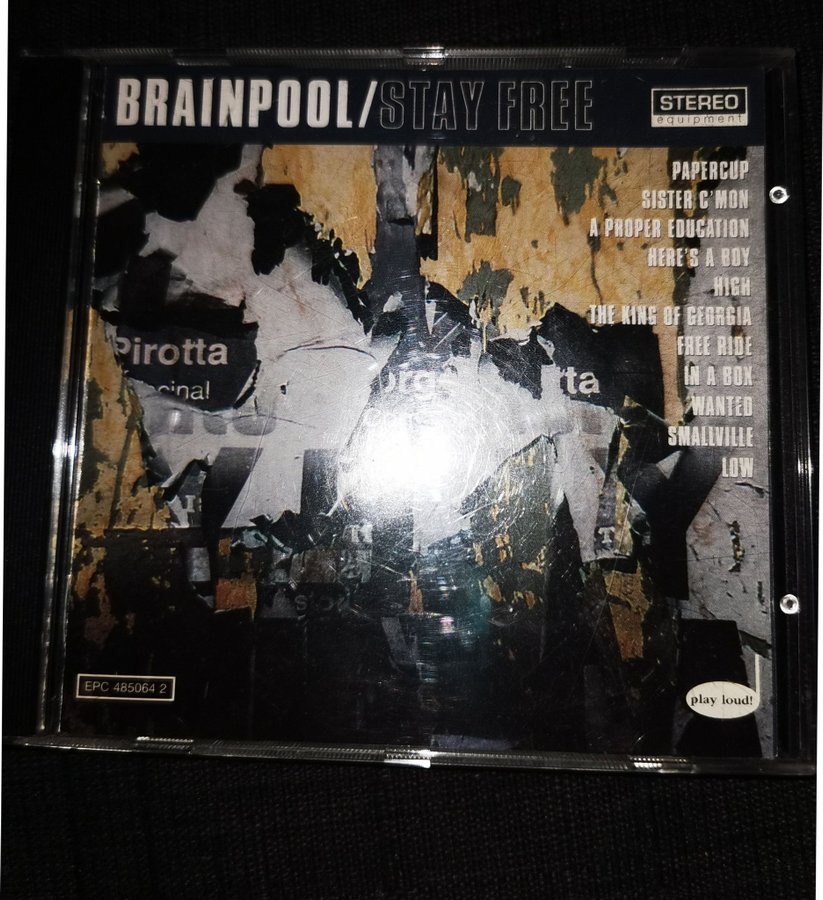 BRAINPOOL/STAY FREE
STEREO
equipment
PAPERCUP
SISTER C'MON
A PROPER EDUCATION
HERE'S A BOY
HIGH
THE KING OF GEORGIA
FREE RIDE
IN A BOX
WANTED
SMALLVILLE
LOW
Pirotta
EPC 485064 2
play loud!